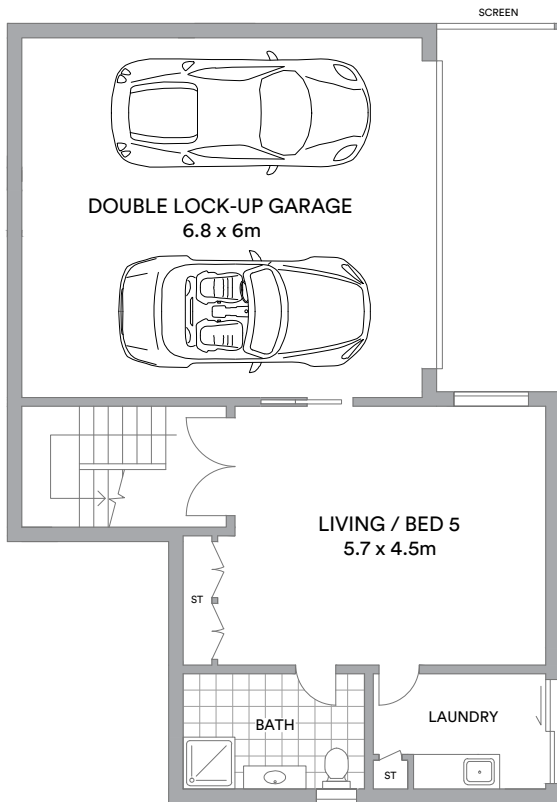 SCREEN
DOUBLE LOCK-UP GARAGE
6.8 x 6m
LIVING / BED 5
5.7 x 4.5m
ST
BATH
LAUNDRY
ST